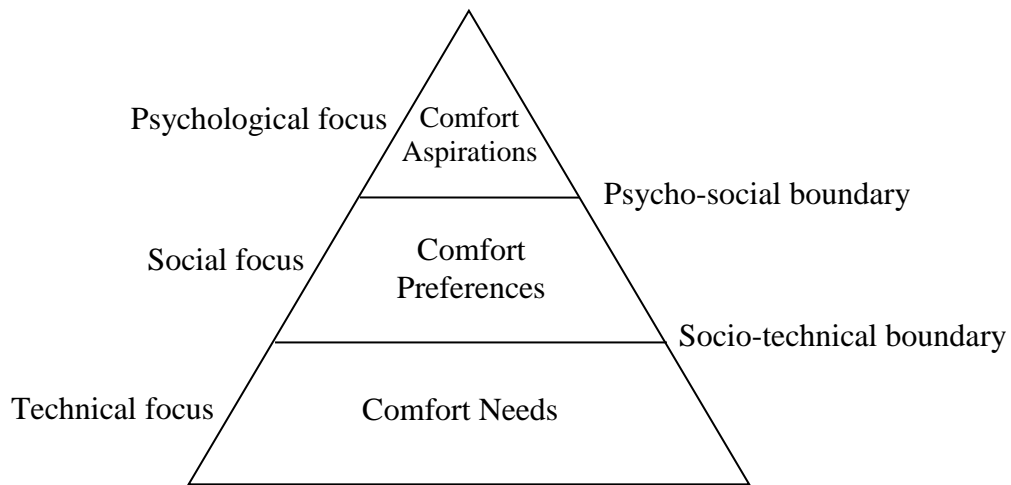 Psychological focus
Comfort
Aspirations
Psycho-social boundary
Social focus
Comfort
Preferences
Socio-technical boundary
Technical focus
Comfort Needs